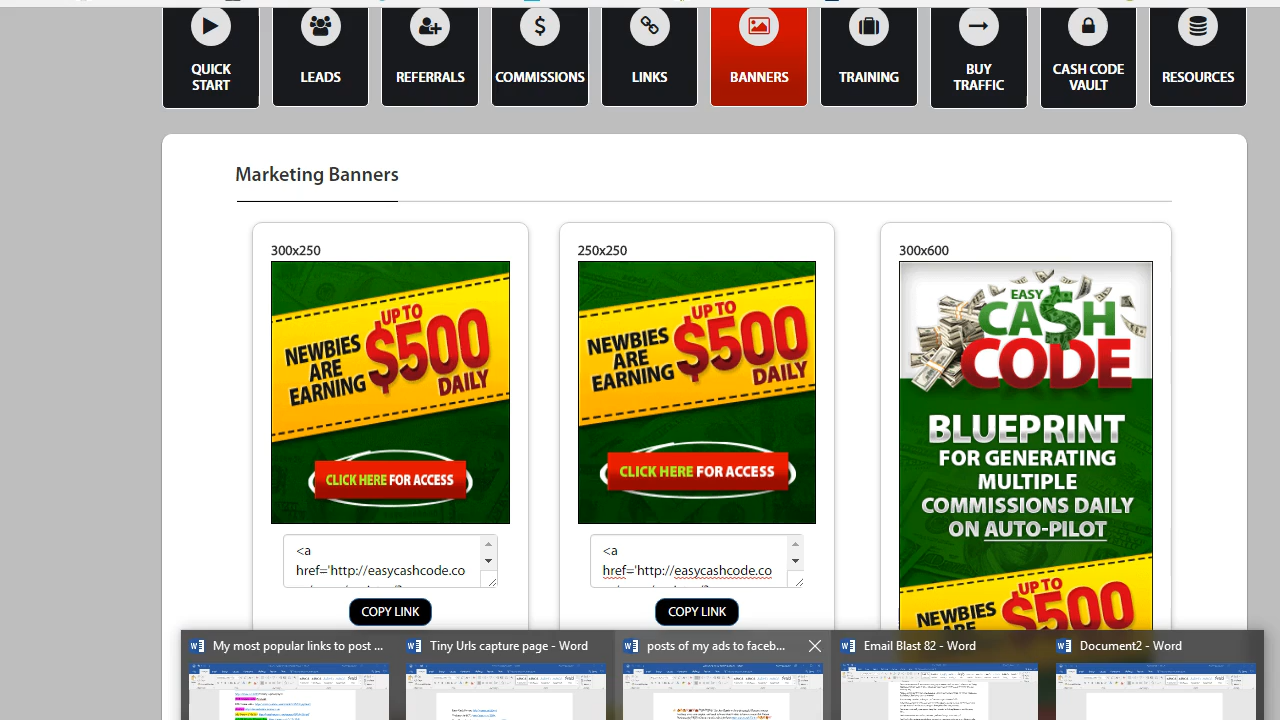 QUICK
START
LEADS
REFERRALS
COMMISSIONS
LINKS
BANNERS
TRAINING
BUY
TRAFFIC
CASH CODE
VAULT
RESOURCES
Marketing Banners
300x250
NEWBIES
ARE
EARNING
UP TO
$500
DAILY
CLICK HERE FOR ACCESS
<a
href='http://easycashcode.co
COPY LINK
250x250
NEWBIES
ARE
EARNING
UP TO
$500
DAILY
CLICK HERE FOR ACCESS
<a
href='http://easycashcode.co
COPY LINK
300x600
EASY
CA$H
CODE
BLUEPRINT
FOR GENERATING
MULTIPLE
COMMISSIONS DAILY
ON AUTO-PILOT
NEWBIES
UP TO
$500
My most popular links to post ...
Tiny Urls capture page - Word
posts of my ads to faceb...
Email Blast 82 - Word
Document2 - Word